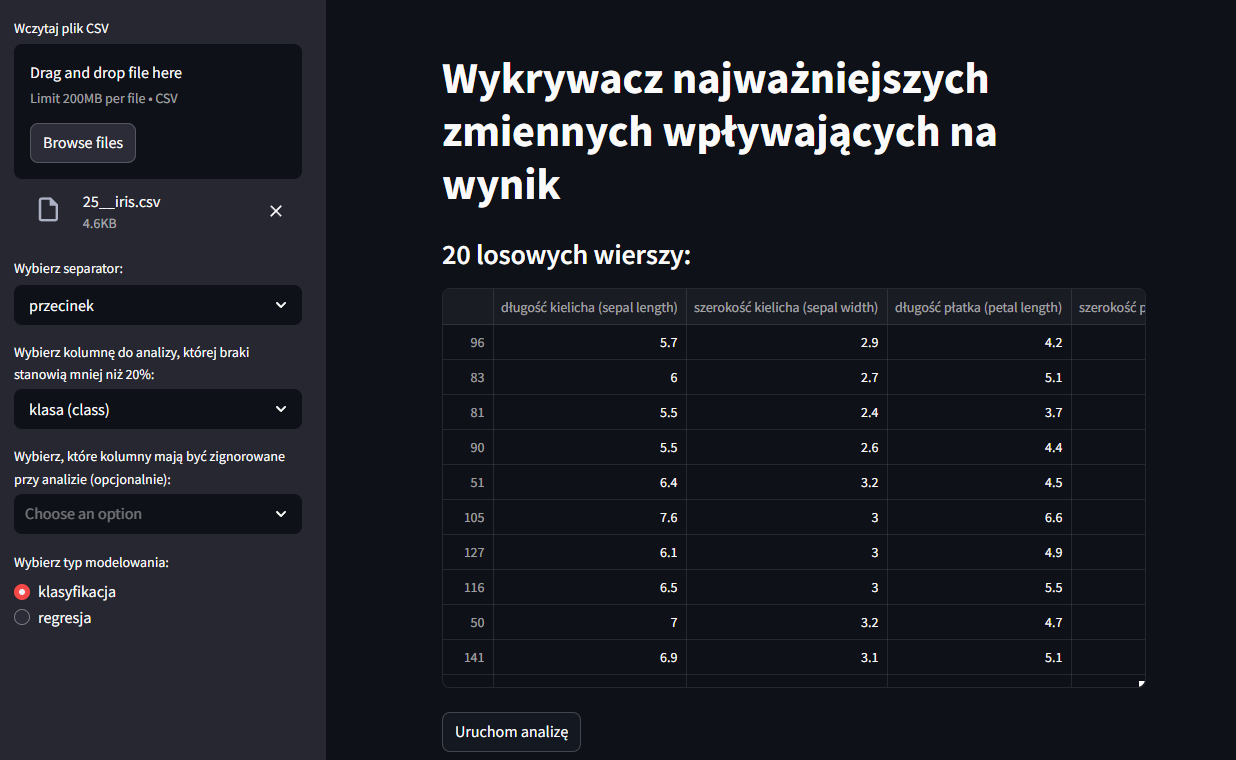 Wczytaj plik CSV
Drag and drop file here
Limit 200MB per file • CSV
Browse files
25__iris.csv
4.6KB
Wybierz separator:
przecinek
Wybierz kolumnę do analizy, której braki
stanowią mniej niż 20%:
klasa (class)
Wybierz, które kolumny mają być zignorowane
przy analizie (opcjonalnie):
Choose an option
Wybierz typ modelowania:
klasyfikacja
regresja
Wykrywacz najważniejszych
zmiennych wpływających na
wynik
20 losowych wierszy:
długość kielicha (sepal length) szerokość kielicha (sepal width) długość płatka (petal length) szerokość p
96 5.7 2.9 4.2
83 6 2.7 5.1
81 5.5 2.4 3.7
90 5.5 2.6 4.4
51 6.4 3.2 4.5
105 7.6 3 6.6
127 6.1 3 4.9
116 6.5 3 5.5
50 7 3.2 4.7
141 6.9 3.1 5.1
Uruchom analizę